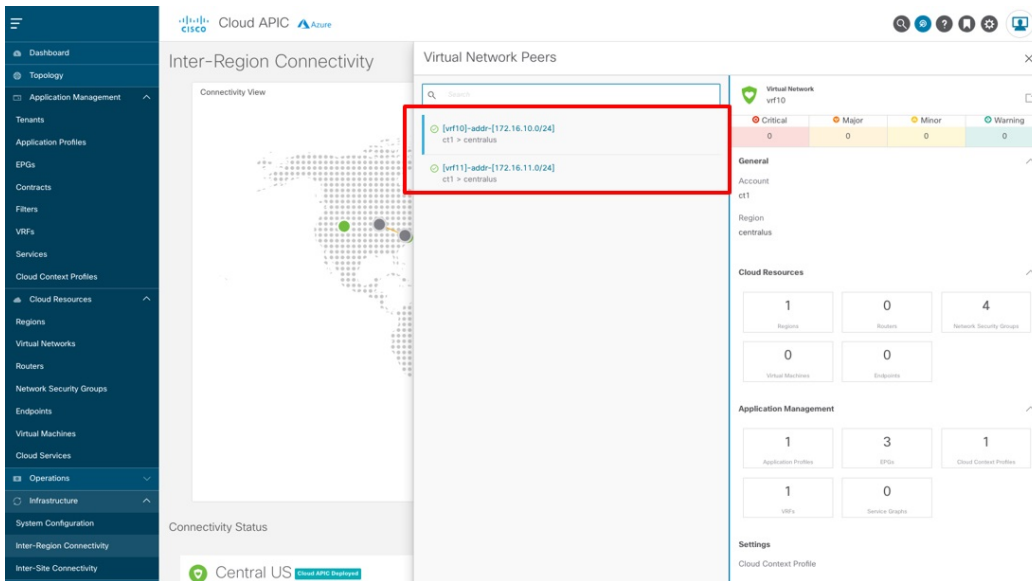 CISCO Cloud APIC Azure
Dashboard
Topology
Application Management
Tenants
Application Profiles
EPGs
Contracts
Filters
VRFs
Services
Cloud Context Profiles
Cloud Resources
Regions
Virtual Networks
Routers
Network Security Groups
Endpoints
Virtual Machines
Cloud Services
Operations
Infrastructure
System Configuration
Inter-Region Connectivity
Inter-Site Connectivity
Inter-Region Connectivity
Connectivity View
Connectivity Status
Central US Cloud APIC Deployed
Virtual Network Peers
Search
[vrf10]-addr-[172.16.10.0/24]
ct1 > centralus
[vrf11]-addr-[172.16.11.0/24]
ct1 > centralus
Virtual Network
vrf10
Critical Major Minor Warning
0 0 0 0
General
Account
ct1
Region
centralus
Cloud Resources
1 0 4
Regions Routers Network Security Groups
0 0
Virtual Machines Endpoints
Application Management
1 3 1
Application Profiles EPGs Cloud Context Profiles
1 0
VRFs Service Graphs
Settings
Cloud Context Profile